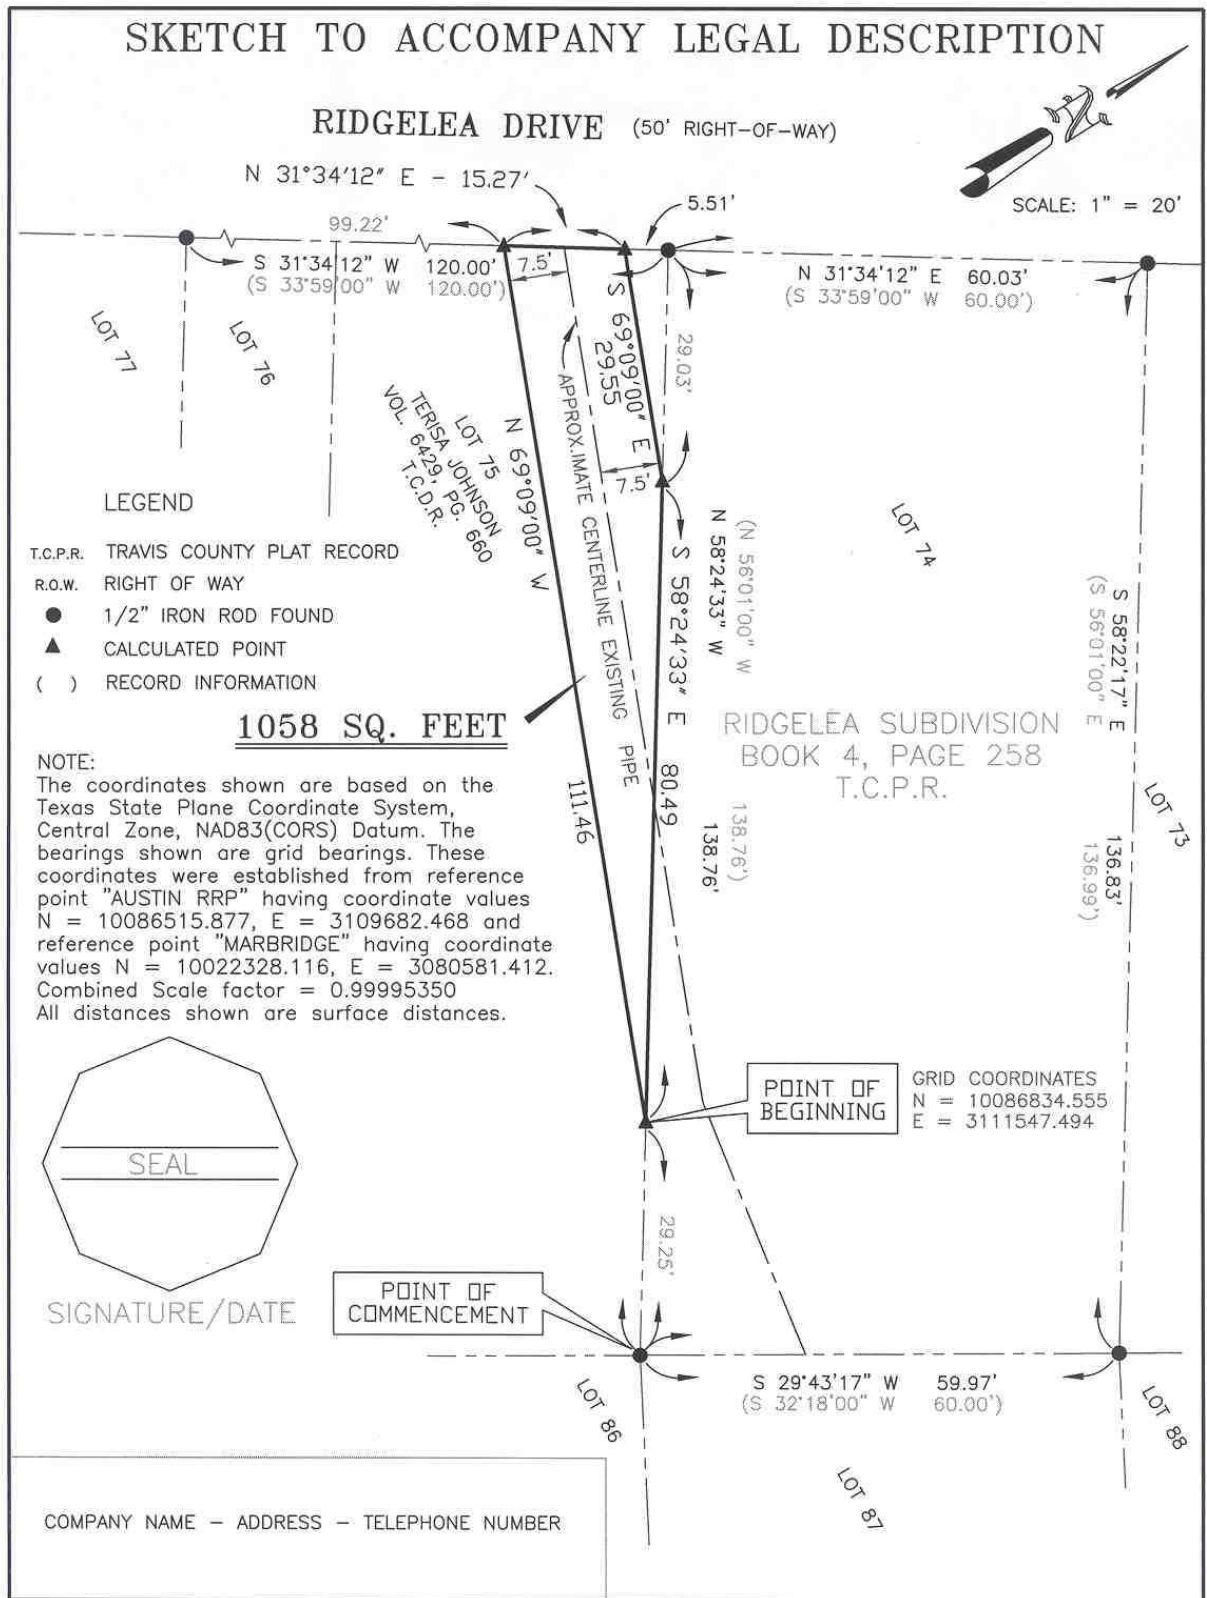 SKETCH TO ACCOMPANY LEGAL DESCRIPTION
RIDGELEA DRIVE (50' RIGHT-OF-WAY)
N
SCALE: 1" = 20'
N 31°34'12" E - 15.27'
5.51'
99.22'
S 31°34'12" W 120.00'
(S 33°59'00" W 120.00')
7.5'
N 31°34'12" E 60.03'
(S 33°59'00" W 60.00')
LOT 77
LOT 76
LOT 75
TERISA JOHNSON
VOL. 6429, PG. 660
T.C.D.R.
N 69°09'00" W
111.46
APPROX.IMATE CENTERLINE EXISTING PIPE
S 69°09'00" E
29.55
29.03'
7.5'
S 58°24'33" E 80.49
N 58°24'33" W 138.76'
(N 56°01'00" W 138.76')
LOT 74
S 58°22'17" E 136.83'
(S 56°01'00" E 136.99')
LOT 73
LEGEND
T.C.P.R. TRAVIS COUNTY PLAT RECORD
R.O.W. RIGHT OF WAY
1/2" IRON ROD FOUND
CALCULATED POINT
( ) RECORD INFORMATION
1058 SQ. FEET
RIDGELEA SUBDIVISION
BOOK 4, PAGE 258
T.C.P.R.
NOTE:
The coordinates shown are based on the
Texas State Plane Coordinate System,
Central Zone, NAD83(CORS) Datum. The
bearings shown are grid bearings. These
coordinates were established from reference
point "AUSTIN RRP" having coordinate values
N = 10086515.877, E = 3109682.468 and
reference point "MARBRIDGE" having coordinate
values N = 10022328.116, E = 3080581.412.
Combined Scale factor = 0.99995350
All distances shown are surface distances.
POINT OF
BEGINNING
GRID COORDINATES
N = 10086834.555
E = 3111547.494
SEAL
SIGNATURE/DATE
29.25'
POINT OF
COMMENCEMENT
S 29°43'17" W 59.97'
(S 32°18'00" W 60.00')
LOT 86
LOT 87
LOT 88
COMPANY NAME - ADDRESS - TELEPHONE NUMBER